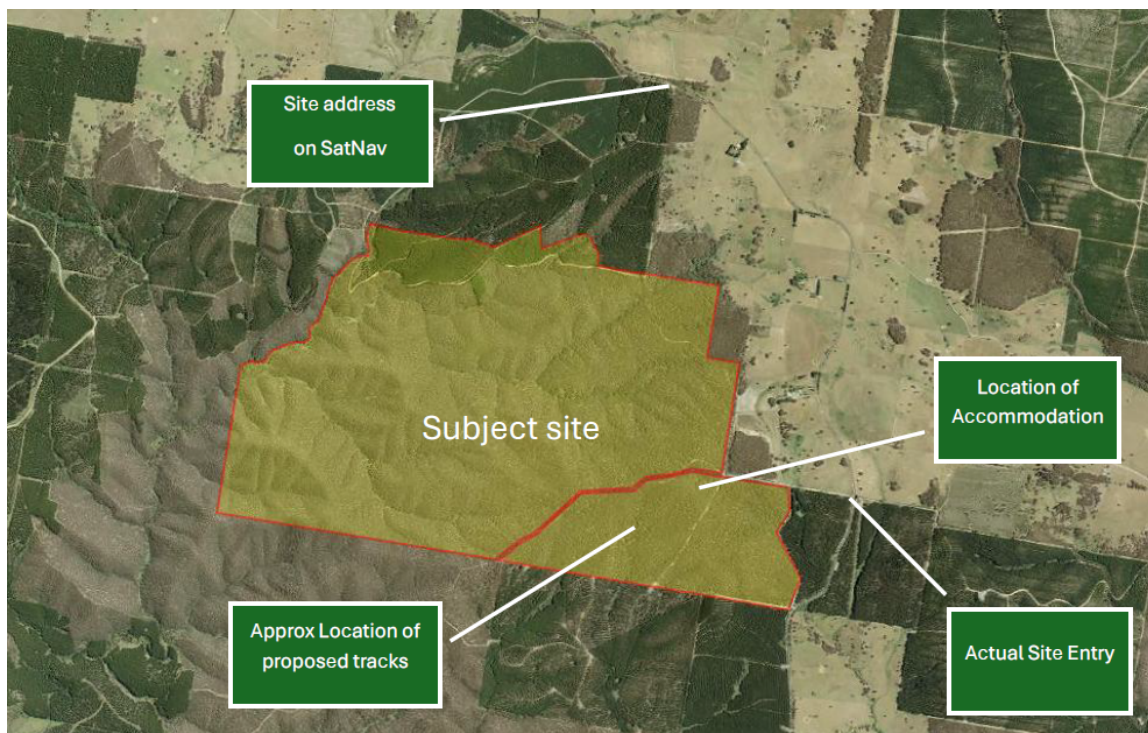 Site address
on SatNav
Subject site
Location of
Accommodation
Approx Location of
proposed tracks
Actual Site Entry